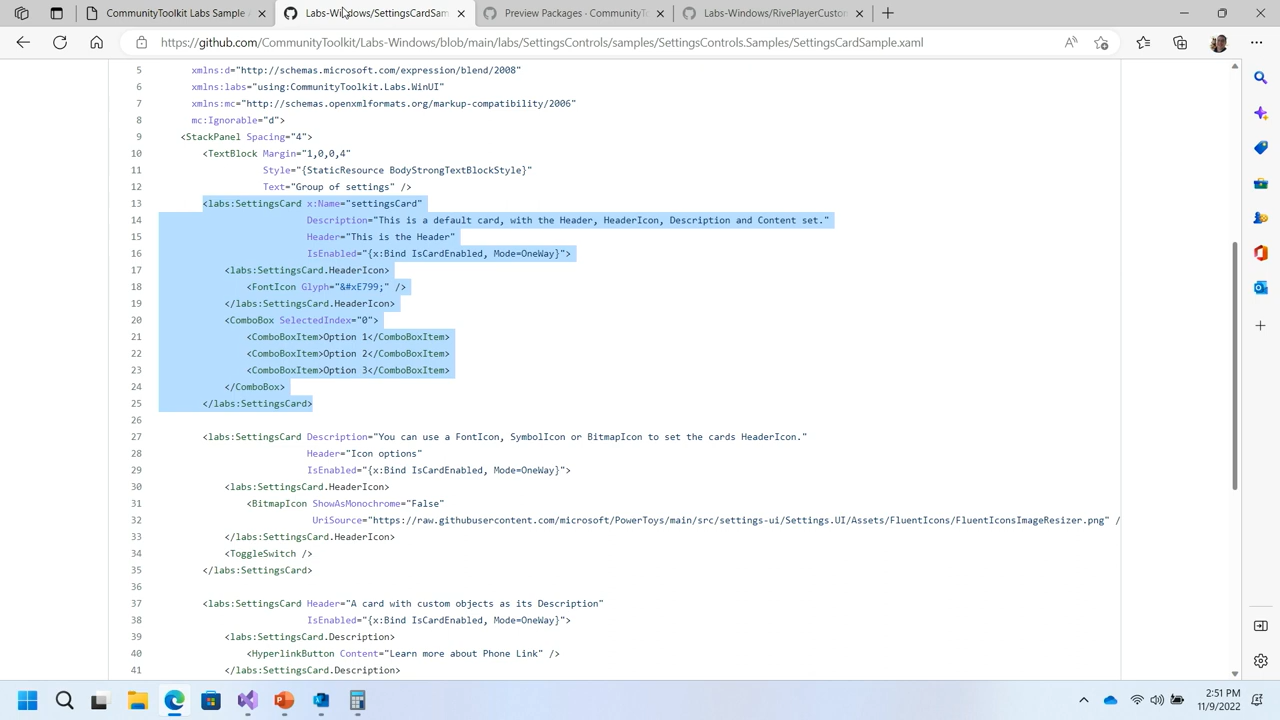 CommunityToolkit Labs Sample A
Labs-Windows/SettingsCardSam
Preview Packages · CommunityT
Labs-Windows/RivePlayerCustom
https://github.com/CommunityToolkit/Labs-Windows/blob/main/labs/SettingsControls/samples/SettingsControls.Samples/SettingsCardSample.xaml
5 xmlns:d="http://schemas.microsoft.com/expression/blend/2008"
6 xmlns:labs="using:CommunityToolkit.Labs.WinUI"
7 xmlns:mc="http://schemas.openxmlformats.org/markup-compatibility/2006"
8 mc:Ignorable="d">
9 <StackPanel Spacing="4">
10 <TextBlock Margin="1,0,0,4"
11 Style="{StaticResource BodyStrongTextBlockStyle}"
12 Text="Group of settings" />
13 <labs:SettingsCard x:Name="settingsCard"
14 Description="This is a default card, with the Header, HeaderIcon, Description and Content set."
15 Header="This is the Header"
16 IsEnabled="{x:Bind IsCardEnabled, Mode=OneWay}">
17 <labs:SettingsCard.HeaderIcon>
18 <FontIcon Glyph="&#xE799;" />
19 </labs:SettingsCard.HeaderIcon>
20 <ComboBox SelectedIndex="0">
21 <ComboBoxItem>Option 1</ComboBoxItem>
22 <ComboBoxItem>Option 2</ComboBoxItem>
23 <ComboBoxItem>Option 3</ComboBoxItem>
24 </ComboBox>
25 </labs:SettingsCard>
26
27 <labs:SettingsCard Description="You can use a FontIcon, SymbolIcon or BitmapIcon to set the cards HeaderIcon."
28 Header="Icon options"
29 IsEnabled="{x:Bind IsCardEnabled, Mode=OneWay}">
30 <labs:SettingsCard.HeaderIcon>
31 <BitmapIcon ShowAsMonochrome="False"
32 UriSource="https://raw.githubusercontent.com/microsoft/PowerToys/main/src/settings-ui/Settings.UI/Assets/FluentIcons/FluentIconsImageResizer.png" /
33 </labs:SettingsCard.HeaderIcon>
34 <ToggleSwitch />
35 </labs:SettingsCard>
36
37 <labs:SettingsCard Header="A card with custom objects as its Description"
38 IsEnabled="{x:Bind IsCardEnabled, Mode=OneWay}">
39 <labs:SettingsCard.Description>
40 <HyperlinkButton Content="Learn more about Phone Link" />
41 </labs:SettingsCard.Description>
2:51 PM
11/9/2022